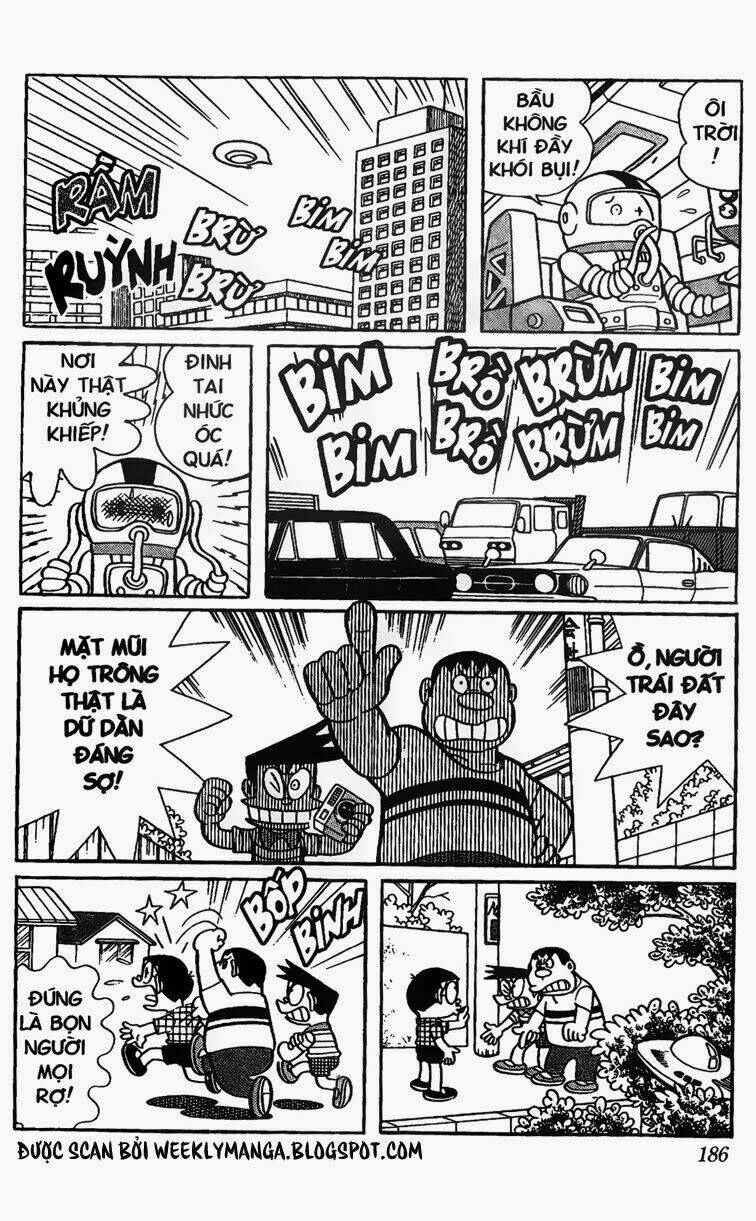 ÔI
TRỜI
!
BẦU
KHÔNG
KHÍ ĐẦY
KHÓI BỤI!
BIM
BIM
BRỪ
BRỪ
RẦM
RUỲNH
BIM
BIM
BRỪM
BRỪM
BRỒ
BRỒ
BIM
BIM
ĐINH
TAI
NHỨC
ÓC
QUÁ!
NƠI
NÀY THẬT
KHỦNG
KHIẾP!
Ồ, NGƯỜI
TRÁI ĐẤT
ĐÂY
SAO?
MẶT MŨI
HỌ TRÔNG
THẬT LÀ
DỮ DẰN
ĐÁNG
SỢ!
BỐP
BINH
ĐÚNG
LÀ BỌN
NGƯỜI
MỌI
RỢ!
ĐƯỢC SCAN BỞI WEEKLYMANGA.BLOGSPOT.COM
186